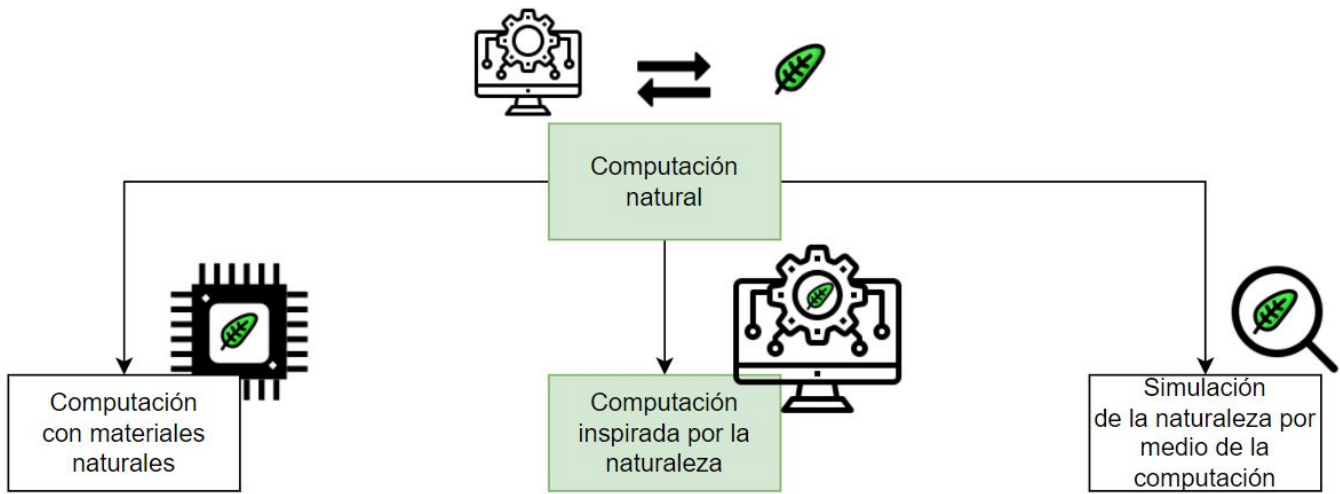 Computación
natural
Computación
con materiales
naturales
Computación
inspirada por la
naturaleza
Simulación
de la naturaleza por
medio de la
computación